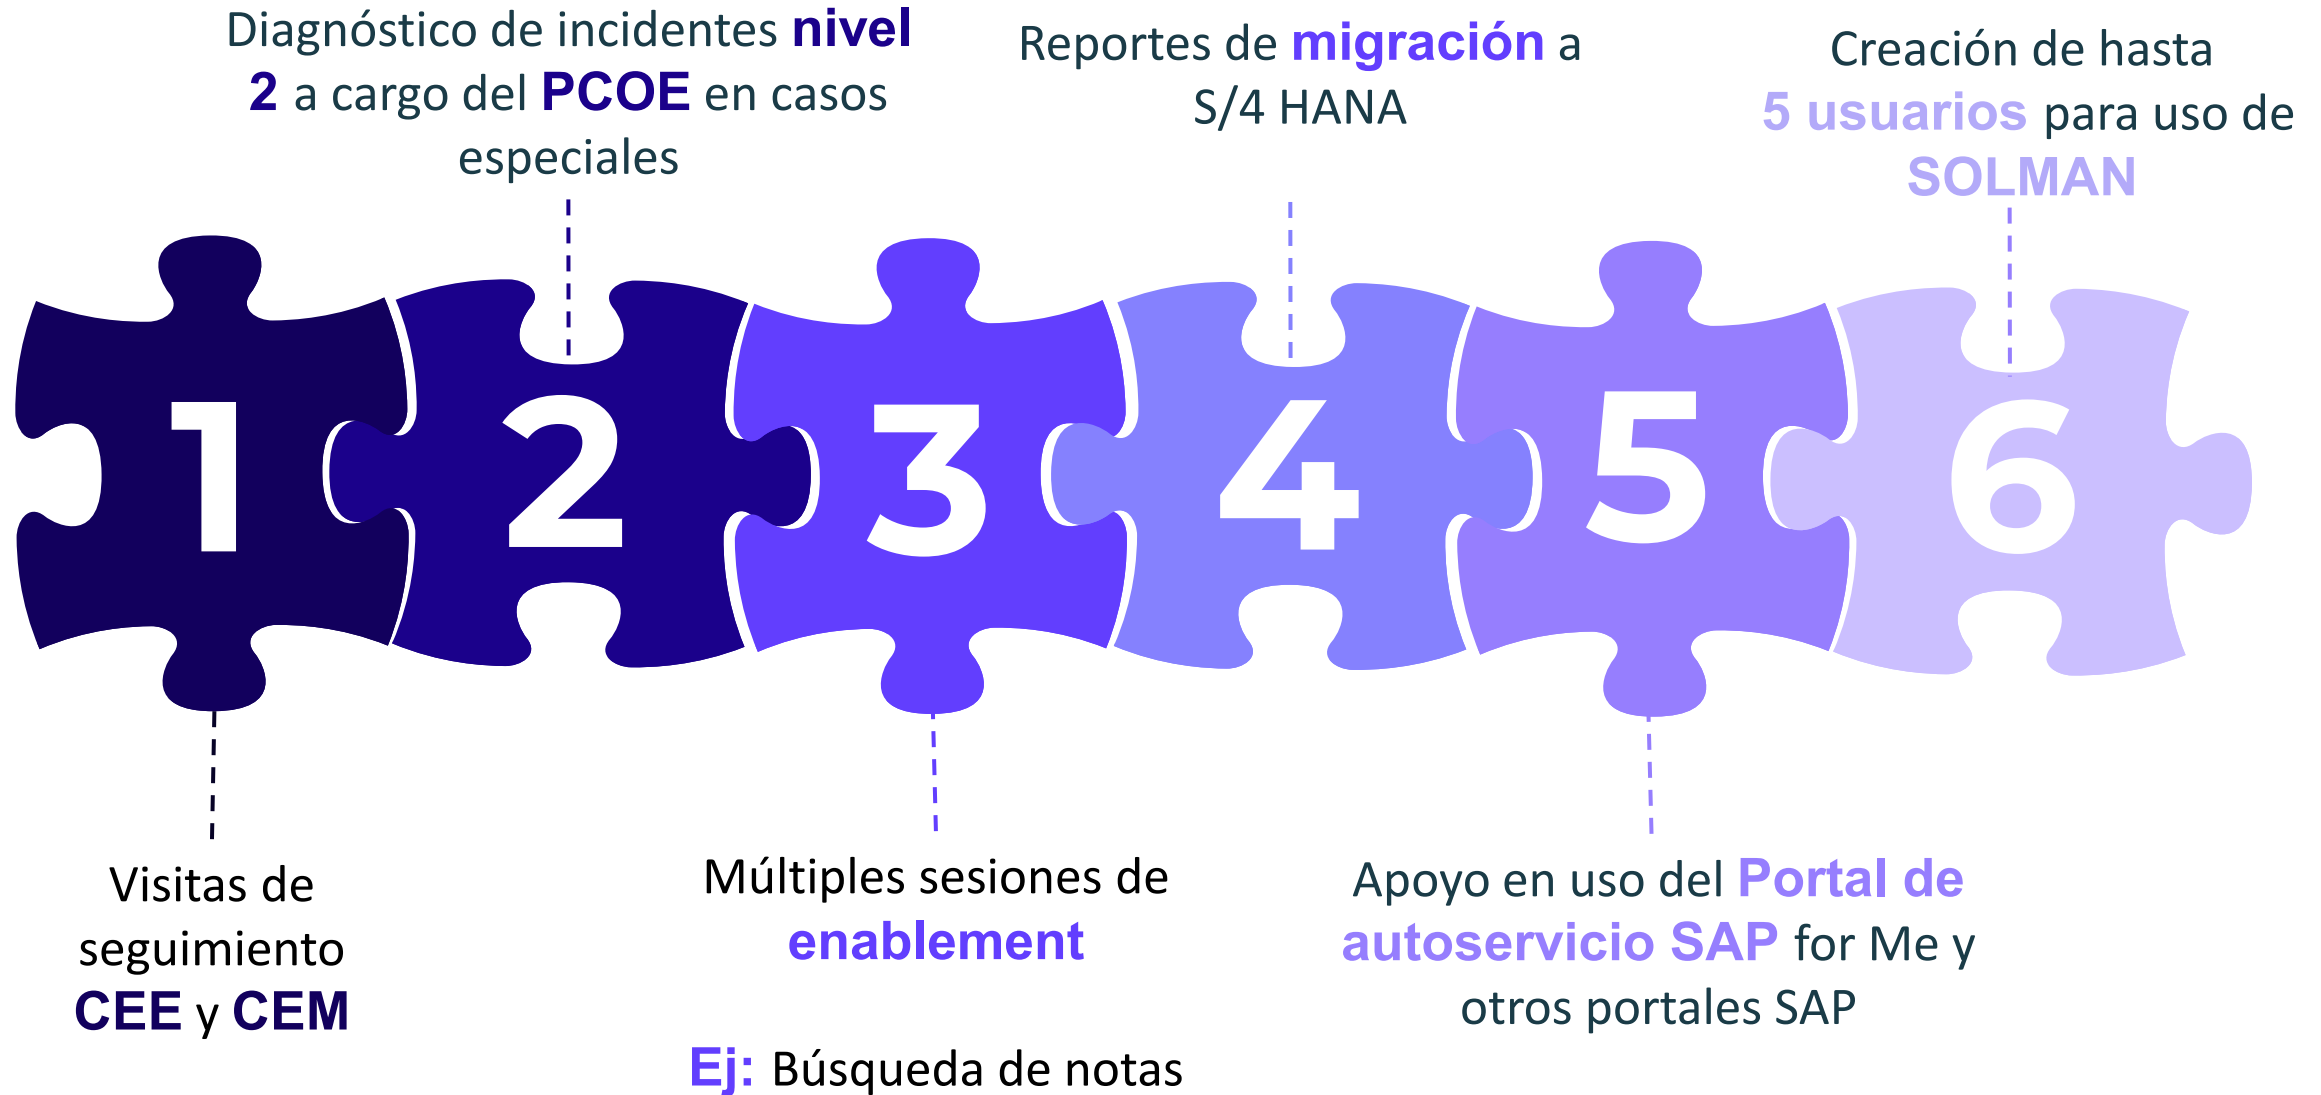 Diagnóstico de incidentes nivel
2 a cargo del PCOE en casos
especiales
Reportes de migración a
S/4 HANA
Creación de hasta
5 usuarios para uso de
SOLMAN
1
2
3
4
5
6
Visitas de
seguimiento
CEE y CEM
Múltiples sesiones de
enablement
Ej: Búsqueda de notas
Apoyo en uso del Portal de
autoservicio SAP for Me y
otros portales SAP